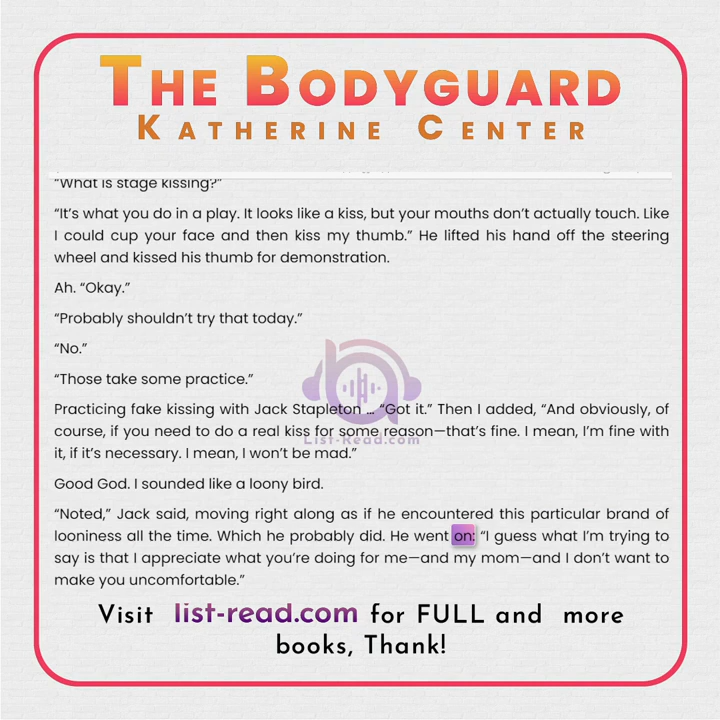 THE BODYGUARD
KATHERINE CENTER
“What is stage kissing?”
“It’s what you do in a play. It looks like a kiss, but your mouths don’t actually touch. Like
I could cup your face and then kiss my thumb.” He lifted his hand off the steering
wheel and kissed his thumb for demonstration.
Ah. “Okay.”
“Probably shouldn’t try that today.”
“No.”
“Those take some practice.”
Practicing fake kissing with Jack Stapleton … “Got it.” Then I added, “And obviously, of
course, if you need to do a real kiss for some reason—that’s fine. I mean, I’m fine with
List-Read.com
it, if it’s necessary. I mean, I won’t be mad.”
Good God. I sounded like a loony bird.
“Noted,” Jack said, moving right along as if he encountered this particular brand of
looniness all the time. Which he probably did. He went on: “I guess what I’m trying to
say is that I appreciate what you’re doing for me—and my mom—and I don’t want to
make you uncomfortable.”
Visit list-read.com for FULL and more
books, Thank!